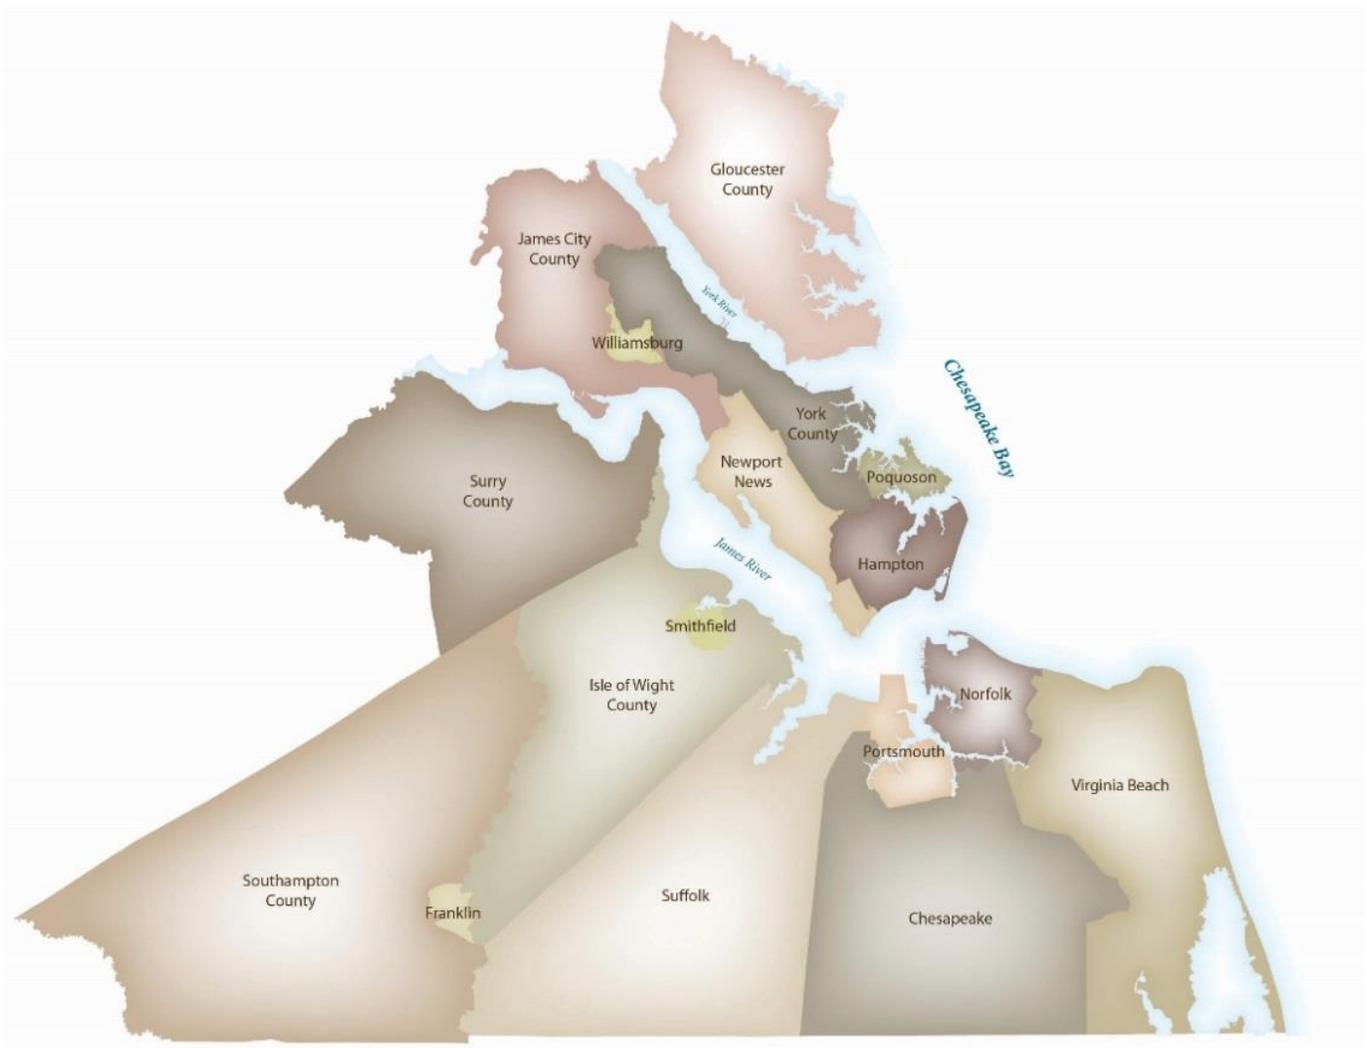 Gloucester
County
James City
County
York River
Williamsburg
Chesapeake Bay
York
County
Newport
News
Poquoson
Surry
County
James River
Hampton
Smithfield
Isle of Wight
County
Norfolk
Portsmouth
Virginia Beach
Southampton
County
Franklin
Suffolk
Chesapeake